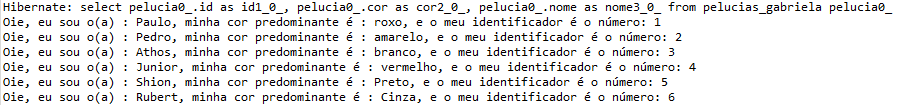 Hibernate: select pelucia0_.id as id1_0_, pelucia0_.cor as cor2_0_, pelucia0_.nome as nome3_0_ from pelucias_gabriela pelucia0_
Oie, eu sou o(a) : Paulo, minha cor predominante é : roxo, e o meu identificador é o número: 1
Oie, eu sou o(a) : Pedro, minha cor predominante é : amarelo, e o meu identificador é o número: 2
Oie, eu sou o(a) : Athos, minha cor predominante é : branco, e o meu identificador é o número: 3
Oie, eu sou o(a) : Junior, minha cor predominante é : vermelho, e o meu identificador é o número: 4
Oie, eu sou o(a) : Shion, minha cor predominante é : Preto, e o meu identificador é o número: 5
Oie, eu sou o(a) : Rubert, minha cor predominante é : Cinza, e o meu identificador é o número: 6